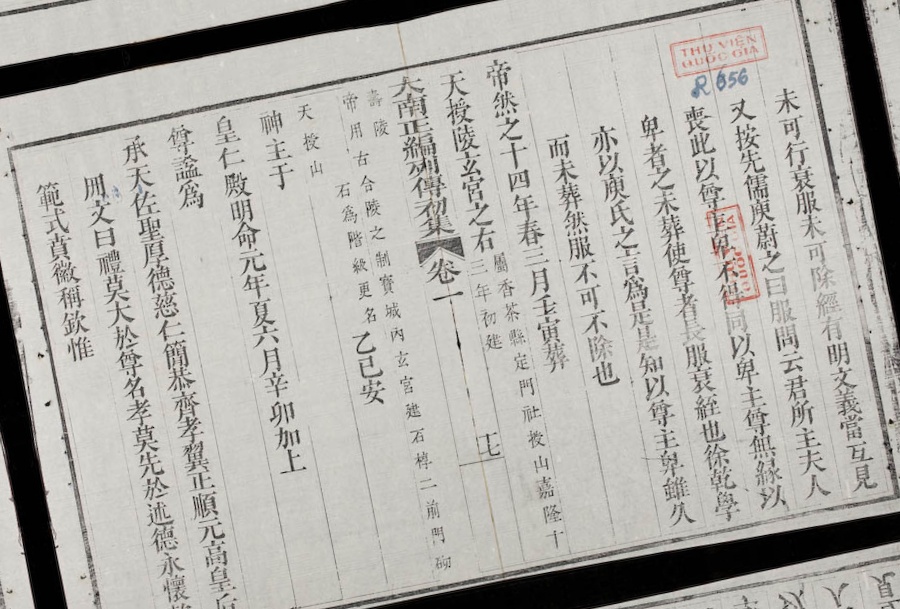 THƯ VIỆN
QUỐC GIA
R 656
未可行衰服未可除經有明文義當互見
又按先儒庾蔚之曰服問云君所主夫人
喪此以尊主卑不得同以卑主尊無緣以
卑者之未葬使尊者長服衰絰也徐乾學
亦以庾氏之言爲是是知以尊主卑雖久
而未葬然服不可不除也
帝然之十四年春三月壬寅葬
天授陵玄宮之右屬香茶縣定門社授山嘉隆十
三年初建
大南正編列傳初集 卷一 十七
壽陵
帝用古合陵之制寶城內玄宮建石槨二前門砌
石爲階級更名
天授山
乙巳安
神主于
皇仁殿明命元年夏六月辛卯加上
尊謚爲
承天佐聖厚德慈仁簡恭齊孝翼正順元高皇后
冊文曰禮莫大於尊名孝莫先於述德永懷
範式賁徽稱欽惟